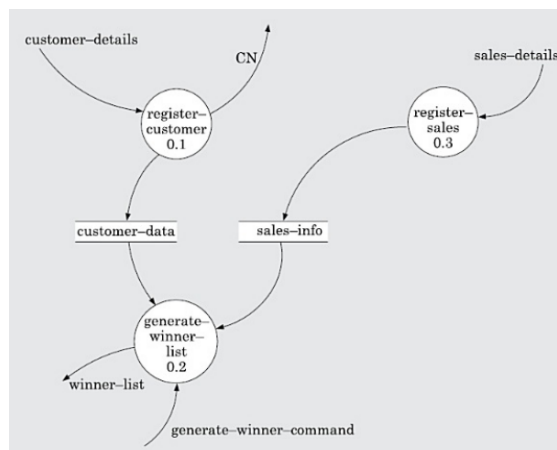 customer–details
CN
sales–details
register–
customer
0.1
register–
sales
0.3
customer–data
sales–info
generate–
winner–
list
0.2
winner–list
generate–winner–command